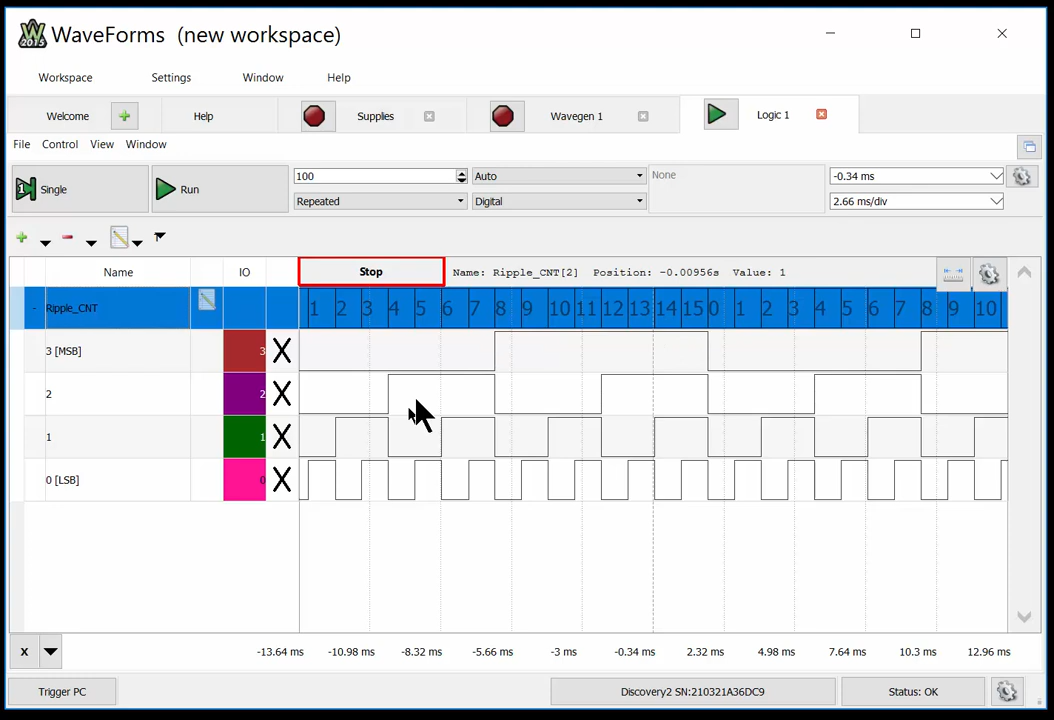 WaveForms (new workspace)
Workspace Settings Window Help
Welcome Help Supplies Wavegen 1 Logic 1
File Control View Window
1 Single Run 100 Auto None -0.34 ms
Repeated Digital 2.66 ms/div
Name IO Stop Name: Ripple_CNT[2] Position: -0.00956s Value: 1
- Ripple_CNT 1 2 3 4 5 6 7 8 9 10 11 12 13 14 15 0 1 2 3 4 5 6 7 8 9 10
3 [MSB] 3 X
2 2 X
1 1 X
0 [LSB] 0 X
X -13.64 ms -10.98 ms -8.32 ms -5.66 ms -3 ms -0.34 ms 2.32 ms 4.98 ms 7.64 ms 10.3 ms 12.96 ms
Trigger PC Discovery2 SN:210321A36DC9 Status: OK